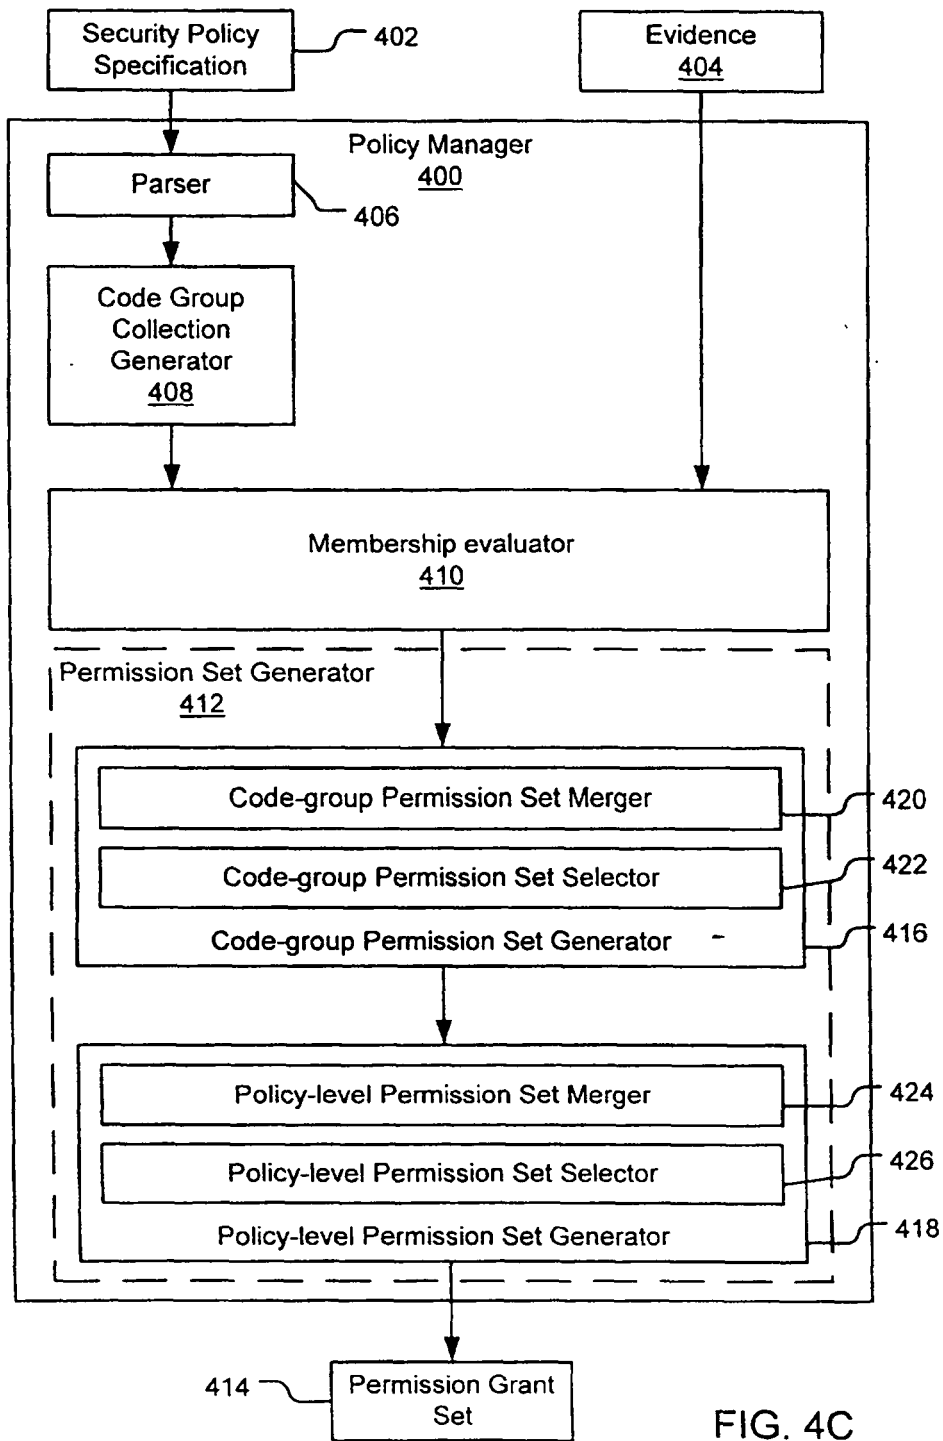 Security Policy
Specification
402
Evidence
404
Policy Manager
400
Parser
406
Code Group
Collection
Generator
408
Membership evaluator
410
Permission Set Generator
412
Code-group Permission Set Merger
420
Code-group Permission Set Selector
422
Code-group Permission Set Generator
416
Policy-level Permission Set Merger
424
Policy-level Permission Set Selector
426
Policy-level Permission Set Generator
418
414
Permission Grant
Set
FIG. 4C